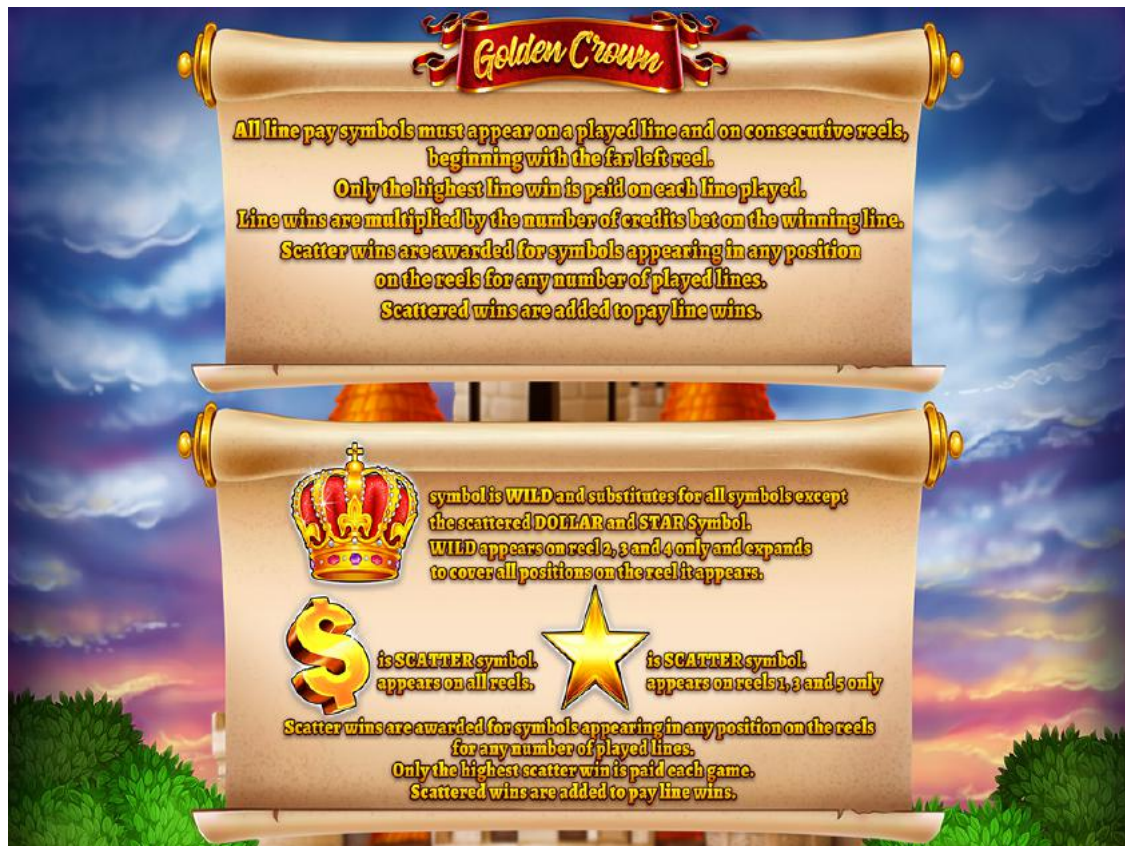 Golden Crown
All line pay symbols must appear on a played line and on consecutive reels,
beginning with the far left reel.
Only the highest line win is paid on each line played.
Line wins are multiplied by the number of credits bet on the winning line.
Scatter wins are awarded for symbols appearing in any position
on the reels for any number of played lines.
Scattered wins are added to pay line wins.
symbol is WILD and substitutes for all symbols except
the scattered DOLLAR and STAR Symbol.
WILD appears on reel 2, 3 and 4 only and expands
to cover all positions on the reel it appears.
$
is SCATTER symbol.
appears on all reels.
is SCATTER symbol.
appears on reels 1, 3 and 5 only
Scatter wins are awarded for symbols appearing in any position on the reels
for any number of played lines.
Only the highest scatter win is paid each game.
Scattered wins are added to pay line wins.